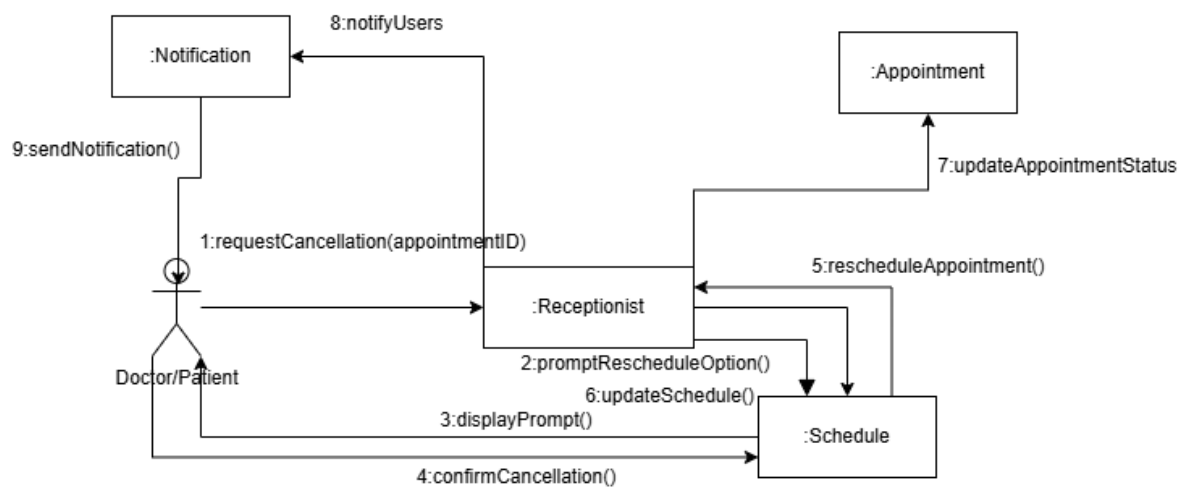 8:notifyUsers
:Notification
:Appointment
9:sendNotification()
7:updateAppointmentStatus
1:requestCancellation(appointmentID)
5:rescheduleAppointment()
:Receptionist
2:promptRescheduleOption()
Doctor/Patient
6:updateSchedule()
3:displayPrompt()
:Schedule
4:confirmCancellation()